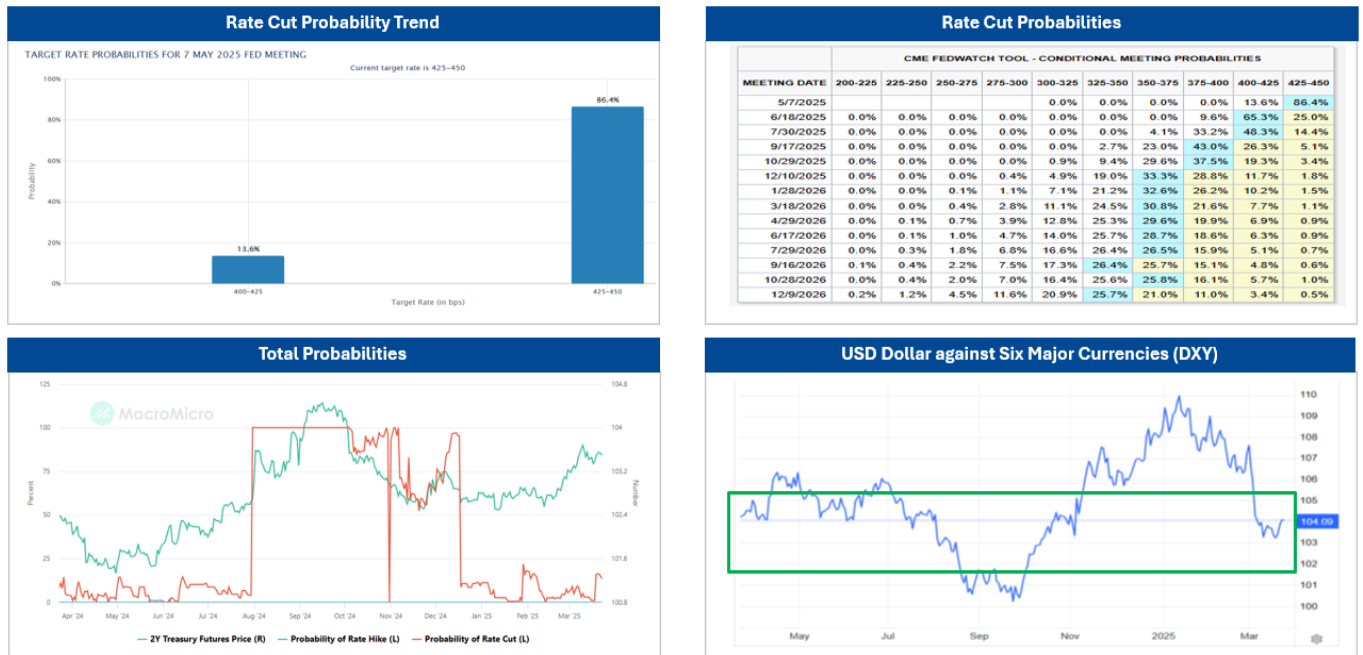 Rate Cut Probability Trend
TARGET RATE PROBABILITIES FOR 7 MAY 2025 FED MEETING
Current target rate is 425-450
100%
80%
60%
40%
20%
0%
Probability
13.6%
86.4%
400-425
425-450
Target Rate (in bps)
Rate Cut Probabilities
CME FEDWATCH TOOL - CONDITIONAL MEETING PROBABILITIES
MEETING DATE 200-225 225-250 250-275 275-300 300-325 325-350 350-375 375-400 400-425 425-450
5/7/2025 0.0% 0.0% 0.0% 0.0% 13.6% 86.4%
6/18/2025 0.0% 0.0% 0.0% 0.0% 0.0% 0.0% 0.0% 9.6% 65.3% 25.0%
7/30/2025 0.0% 0.0% 0.0% 0.0% 0.0% 0.0% 4.1% 33.2% 48.3% 14.4%
9/17/2025 0.0% 0.0% 0.0% 0.0% 0.0% 2.7% 23.0% 43.0% 26.3% 5.1%
10/29/2025 0.0% 0.0% 0.0% 0.0% 0.9% 9.4% 29.6% 37.5% 19.3% 3.4%
12/10/2025 0.0% 0.0% 0.0% 0.4% 4.9% 19.0% 33.3% 28.8% 11.7% 1.8%
1/28/2026 0.0% 0.0% 0.1% 1.1% 7.1% 21.2% 32.6% 26.2% 10.2% 1.5%
3/18/2026 0.0% 0.0% 0.4% 2.8% 11.1% 24.5% 30.8% 21.6% 7.7% 1.1%
4/29/2026 0.0% 0.1% 0.7% 3.9% 12.8% 25.3% 29.6% 19.9% 6.9% 0.9%
6/17/2026 0.0% 0.1% 1.0% 4.7% 14.0% 25.7% 28.7% 18.6% 6.3% 0.9%
7/29/2026 0.0% 0.3% 1.8% 6.8% 16.6% 26.4% 26.5% 15.9% 5.1% 0.7%
9/16/2026 0.1% 0.4% 2.2% 7.5% 17.3% 26.4% 25.7% 15.1% 4.8% 0.6%
10/28/2026 0.0% 0.4% 2.0% 7.0% 16.4% 25.6% 25.8% 16.1% 5.7% 1.0%
12/9/2026 0.2% 1.2% 4.5% 11.6% 20.9% 25.7% 21.0% 11.0% 3.4% 0.5%
Total Probabilities
MacroMicro
125
100
75
50
25
0
Percent
104.8
104
103.2
102.4
101.6
100.8
Number
Apr '24 May '24 Jun '24 Jul '24 Aug '24 Sep '24 Oct '24 Nov '24 Dec '24 Jan '25 Feb '25 Mar '25
2Y Treasury Futures Price (R) Probability of Rate Hike (L) Probability of Rate Cut (L)
USD Dollar against Six Major Currencies (DXY)
110
109
108
107
106
105
104.09
103
102
101
100
May Jul Sep Nov 2025 Mar